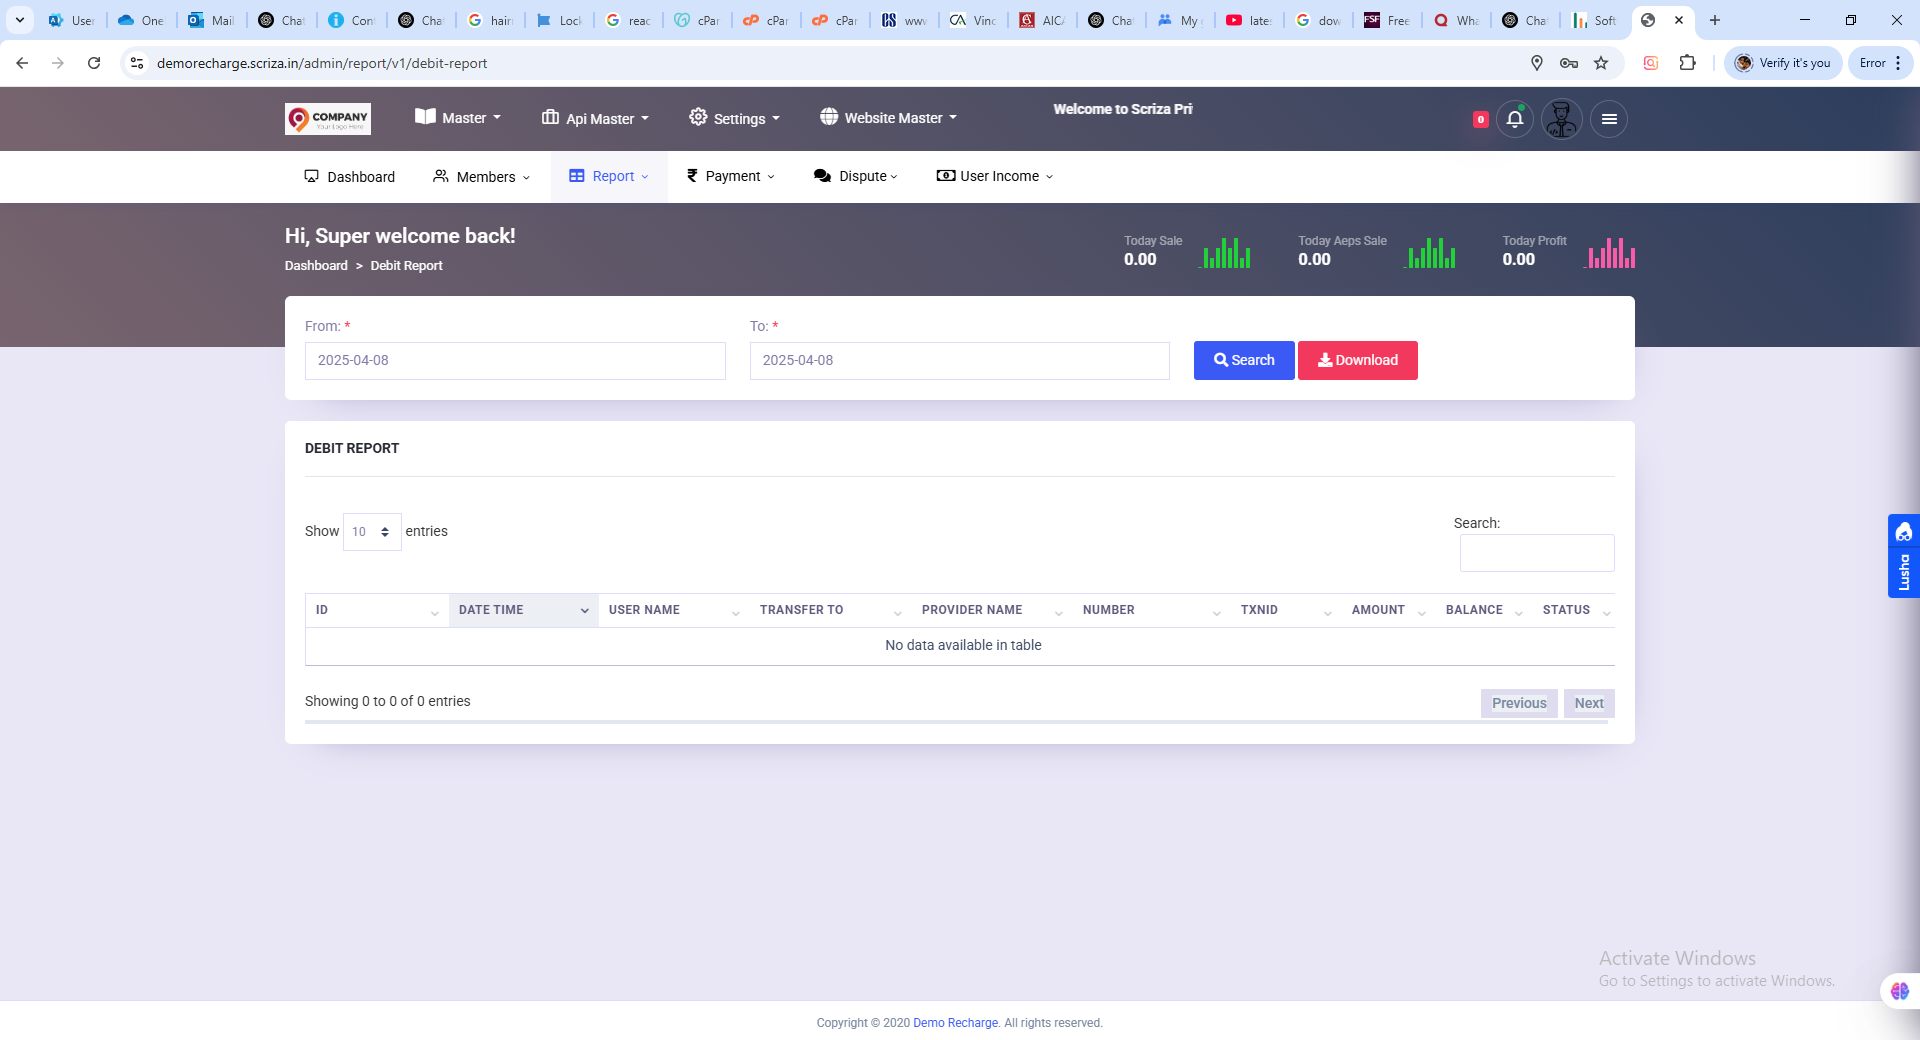 User
One
Mail
Chat
Con
Chat
hair
Lock
reac
cPar
cPar
cPar
www
Vinc
AICA
Chat
My
late
dow
Free
Wha
Chat
Soft
demorecharge.scriza.in/admin/report/v1/debit-report
Verify it's you
Error
COMPANY
Your Logo Here
Master
Api Master
Settings
Website Master
Welcome to Scriza Pri
0
Dashboard
Members
Report
Payment
Dispute
User Income
Hi, Super welcome back!
Dashboard > Debit Report
Today Sale
0.00
Today Aeps Sale
0.00
Today Profit
0.00
From: *
To: *
2025-04-08
2025-04-08
Search
Download
DEBIT REPORT
Show 10 entries
Search:
ID DATE TIME USER NAME TRANSFER TO PROVIDER NAME NUMBER TXNID AMOUNT BALANCE STATUS
No data available in table
Showing 0 to 0 of 0 entries
Previous
Next
Lusha
Activate Windows
Go to Settings to activate Windows.
Copyright © 2020 Demo Recharge. All rights reserved.